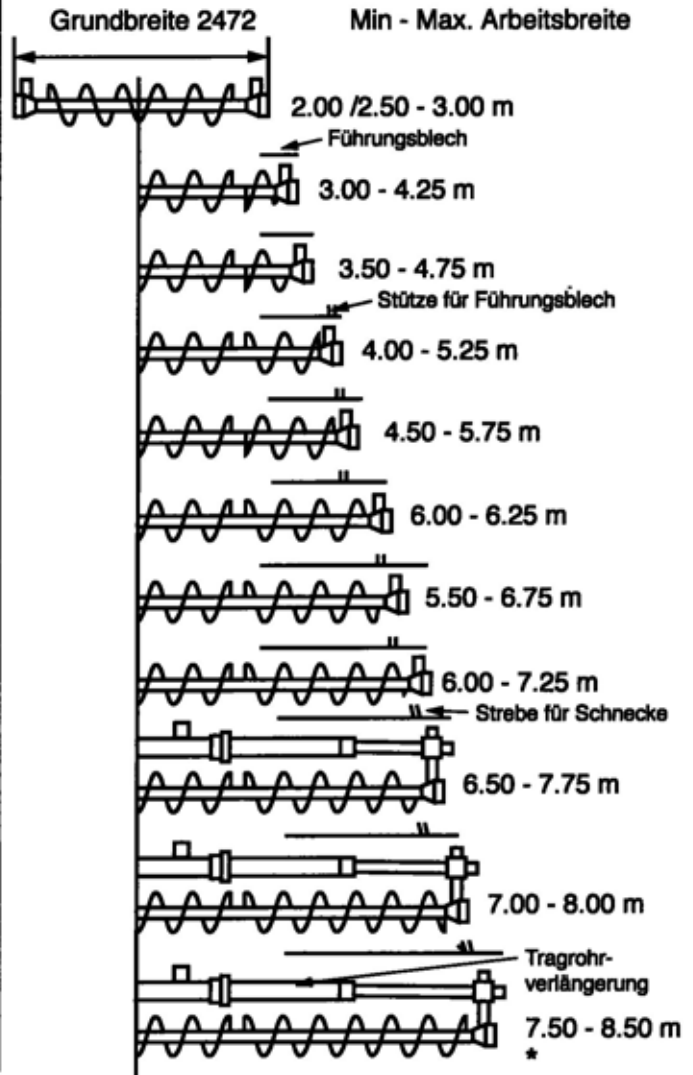 Grundbreite 2472 Min - Max. Arbeitsbreite
2.00 /2.50 - 3.00 m
Führungsblech
3.00 - 4.25 m
3.50 - 4.75 m
Stütze für Führungsblech
4.00 - 5.25 m
4.50 - 5.75 m
6.00 - 6.25 m
5.50 - 6.75 m
6.00 - 7.25 m
Strebe für Schnecke
6.50 - 7.75 m
7.00 - 8.00 m
Tragrohr-
verlängerung
7.50 - 8.50 m
*